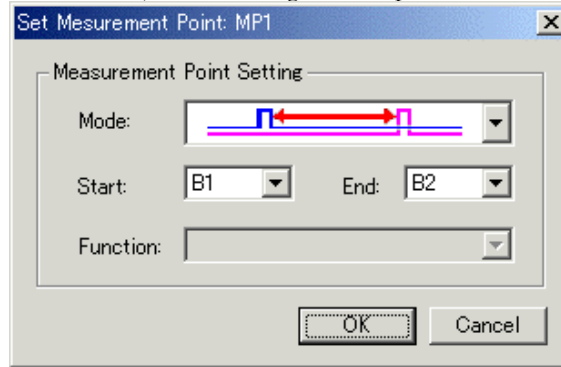 Set Mesurement Point: MP1
Measurement Point Setting
Mode:
Start: B1 End: B2
Function:
OK Cancel